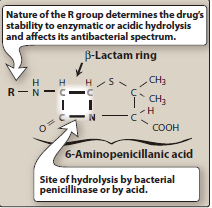 Nature of the R group determines the drug's
stability to enzymatic or acidic hydrolysis
and affects its antibacterial spectrum.
β-Lactam ring
H H H S CH3
R N C C C
CH3
H
C N C
O COOH
6-Aminopenicillanic acid
Site of hydrolysis by bacterial
penicillinase or by acid.